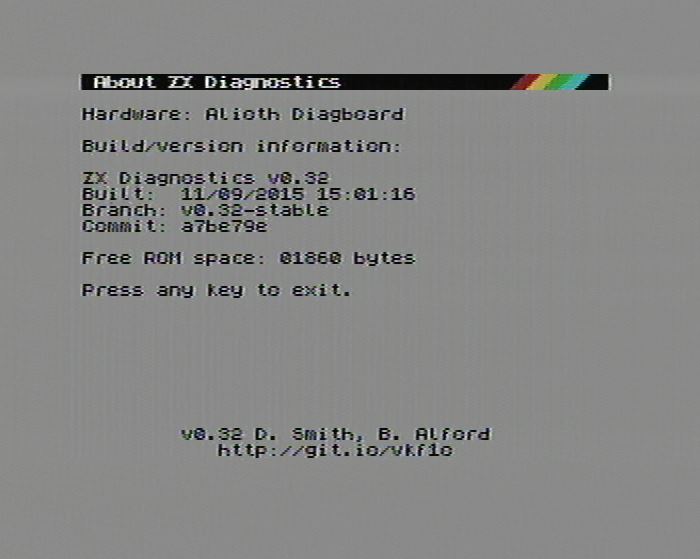 About ZX Diagnostics
Hardware: Alioth Diagboard
Build/version information:
ZX Diagnostics v0.32
Built:  11/09/2015 15:01:16
Branch: v0.32-stable
Commit: a7be79e
Free ROM space: 01860 bytes
Press any key to exit.
v0.32 D. Smith, B. Alford
http://git.io/vkf1o